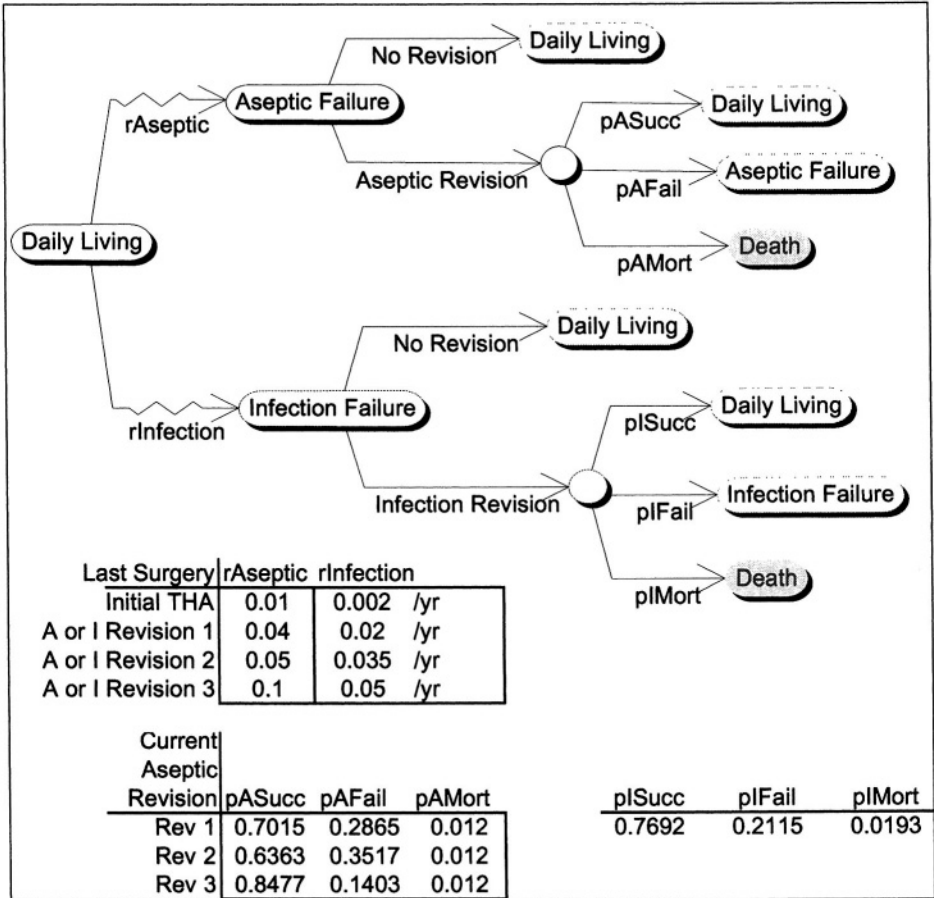 No Revision
Daily Living
rAseptic
Aseptic Failure
Aseptic Revision
pASucc
Daily Living
pAFail
Aseptic Failure
pAMort
Death
Daily Living
No Revision
Daily Living
rInfection
Infection Failure
Infection Revision
pISucc
Daily Living
pIFail
Infection Failure
pIMort
Death
Last Surgery rAseptic rInfection
Initial THA 0.01 0.002 /yr
A or I Revision 1 0.04 0.02 /yr
A or I Revision 2 0.05 0.035 /yr
A or I Revision 3 0.1 0.05 /yr
Current
Aseptic
Revision pASucc pAFail pAMort
Rev 1 0.7015 0.2865 0.012
Rev 2 0.6363 0.3517 0.012
Rev 3 0.8477 0.1403 0.012
pISucc pIFail pIMort
0.7692 0.2115 0.0193